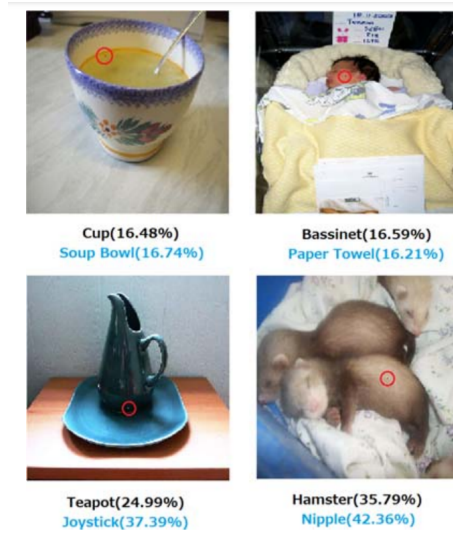 Cup(16.48%)
Soup Bowl(16.74%)
Bassinet(16.59%)
Paper Towel(16.21%)
Teapot(24.99%)
Joystick(37.39%)
Hamster(35.79%)
Nipple(42.36%)